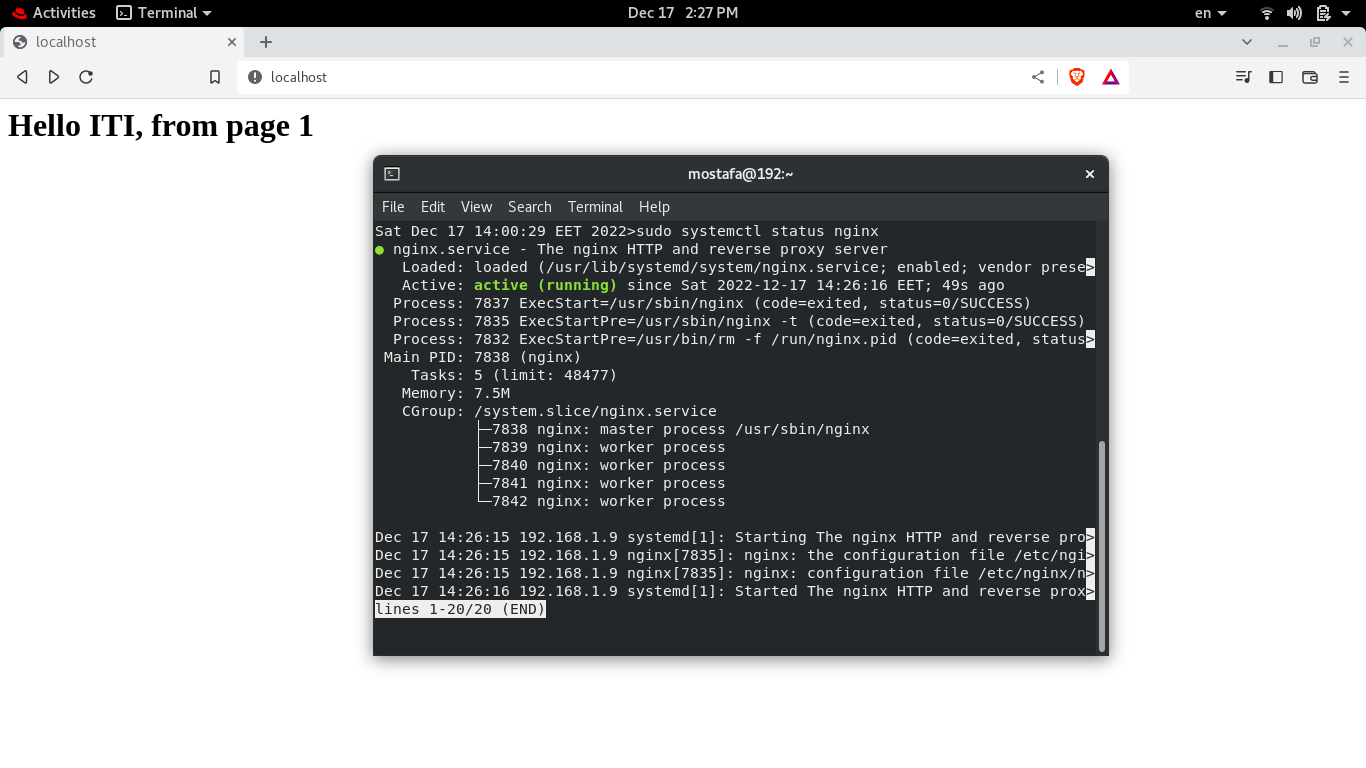 Activities Terminal Dec 17 2:27 PM en
localhost
localhost
Hello ITI, from page 1
mostafa@192:~
File Edit View Search Terminal Help
Sat Dec 17 14:00:29 EET 2022>sudo systemctl status nginx
● nginx.service - The nginx HTTP and reverse proxy server
   Loaded: loaded (/usr/lib/systemd/system/nginx.service; enabled; vendor prese>
   Active: active (running) since Sat 2022-12-17 14:26:16 EET; 49s ago
  Process: 7837 ExecStart=/usr/sbin/nginx (code=exited, status=0/SUCCESS)
  Process: 7835 ExecStartPre=/usr/sbin/nginx -t (code=exited, status=0/SUCCESS)
  Process: 7832 ExecStartPre=/usr/bin/rm -f /run/nginx.pid (code=exited, status>
 Main PID: 7838 (nginx)
    Tasks: 5 (limit: 48477)
   Memory: 7.5M
   CGroup: /system.slice/nginx.service
           ├─7838 nginx: master process /usr/sbin/nginx
           ├─7839 nginx: worker process
           ├─7840 nginx: worker process
           ├─7841 nginx: worker process
           └─7842 nginx: worker process
Dec 17 14:26:15 192.168.1.9 systemd[1]: Starting The nginx HTTP and reverse pro>
Dec 17 14:26:15 192.168.1.9 nginx[7835]: nginx: the configuration file /etc/ngi>
Dec 17 14:26:15 192.168.1.9 nginx[7835]: nginx: configuration file /etc/nginx/n>
Dec 17 14:26:16 192.168.1.9 systemd[1]: Started The nginx HTTP and reverse prox>
lines 1-20/20 (END)